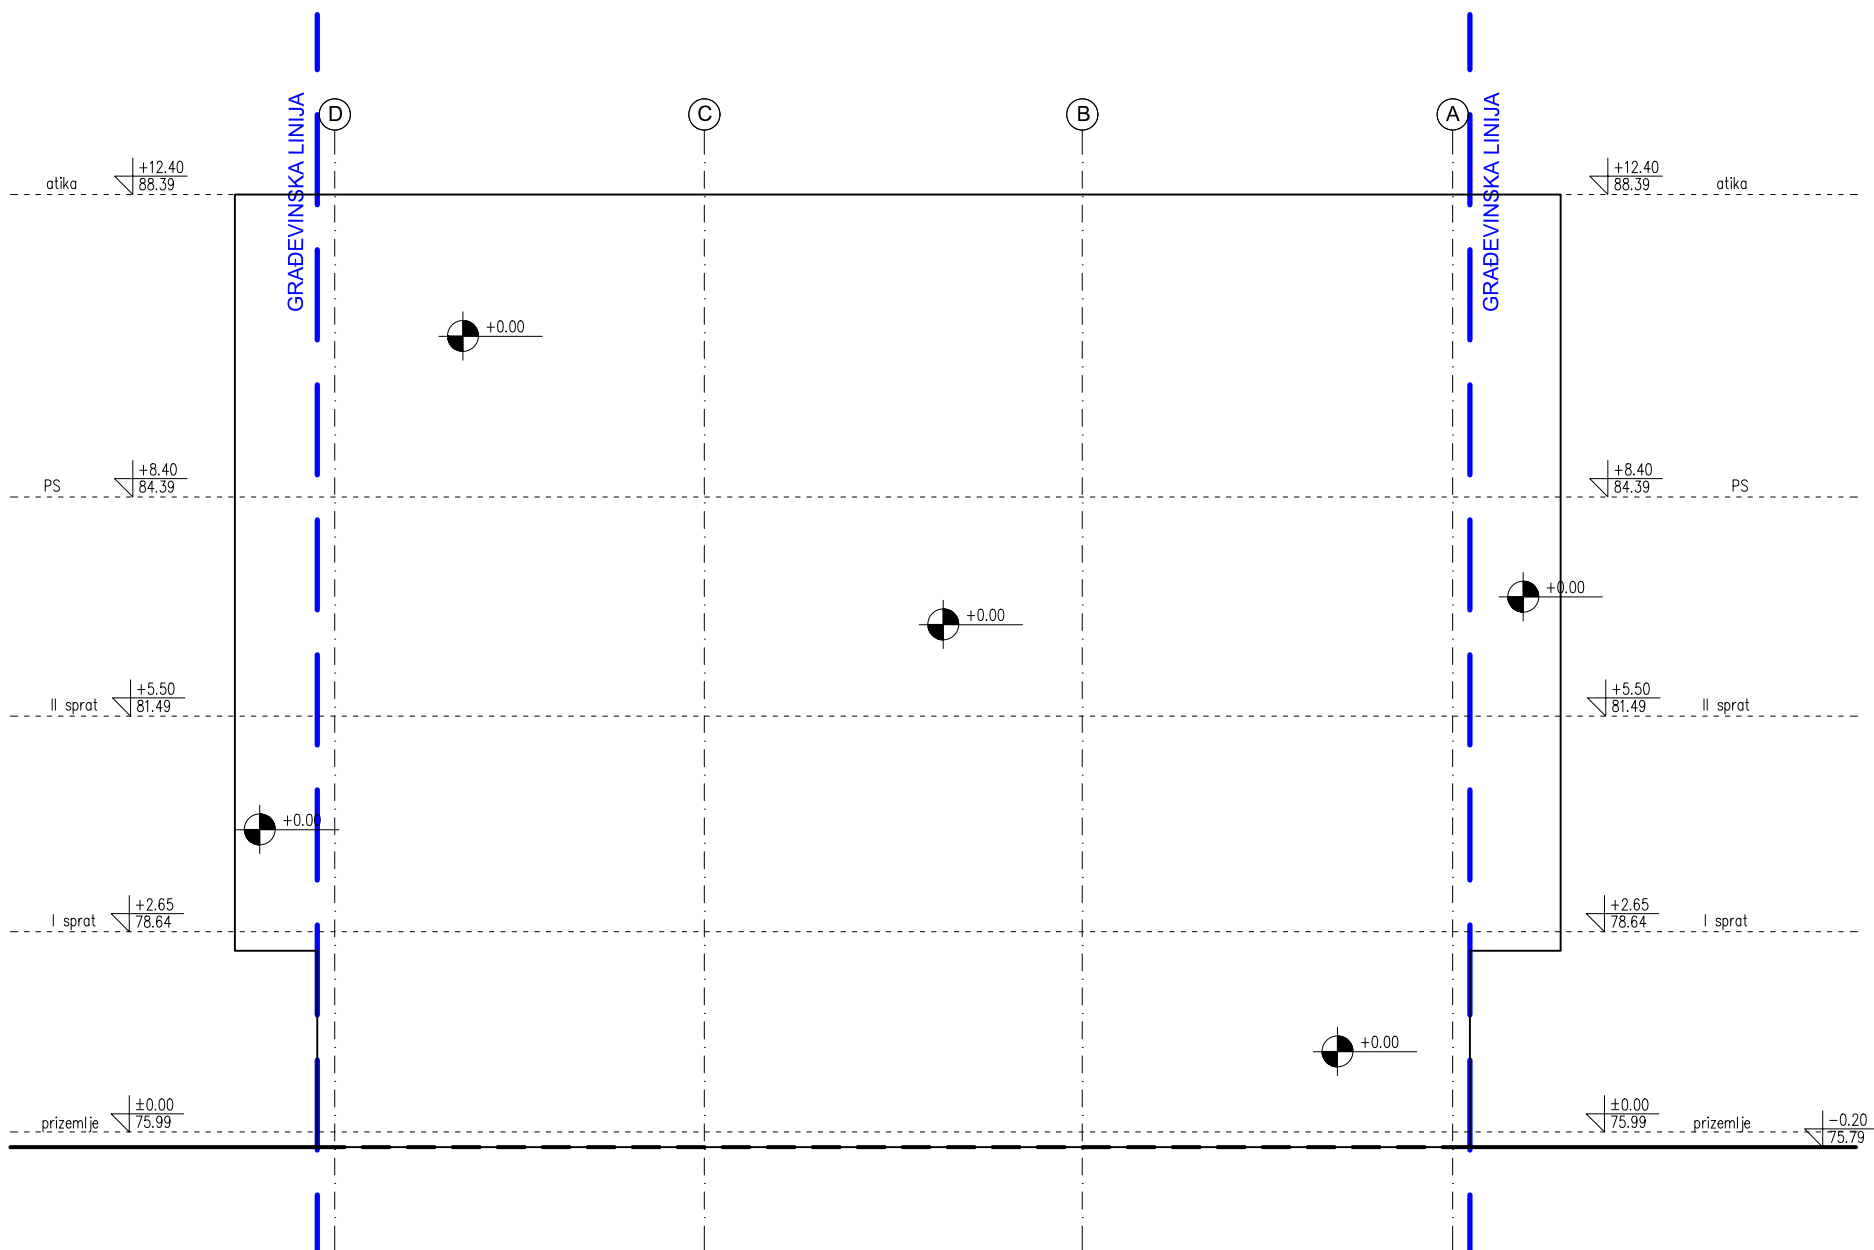 D
C
B
A
GRAĐEVINSKA LINIJA
GRAĐEVINSKA LINIJA
atika
+12.40
88.39
+12.40
88.39
atika
+0.00
PS
+8.40
84.39
+8.40
84.39
PS
+0.00
+0.00
II sprat
+5.50
81.49
+5.50
81.49
II sprat
+0.00
I sprat
+2.65
78.64
+2.65
78.64
I sprat
+0.00
prizemlje
±0.00
75.99
±0.00
75.99
prizemlje
-0.20
75.79